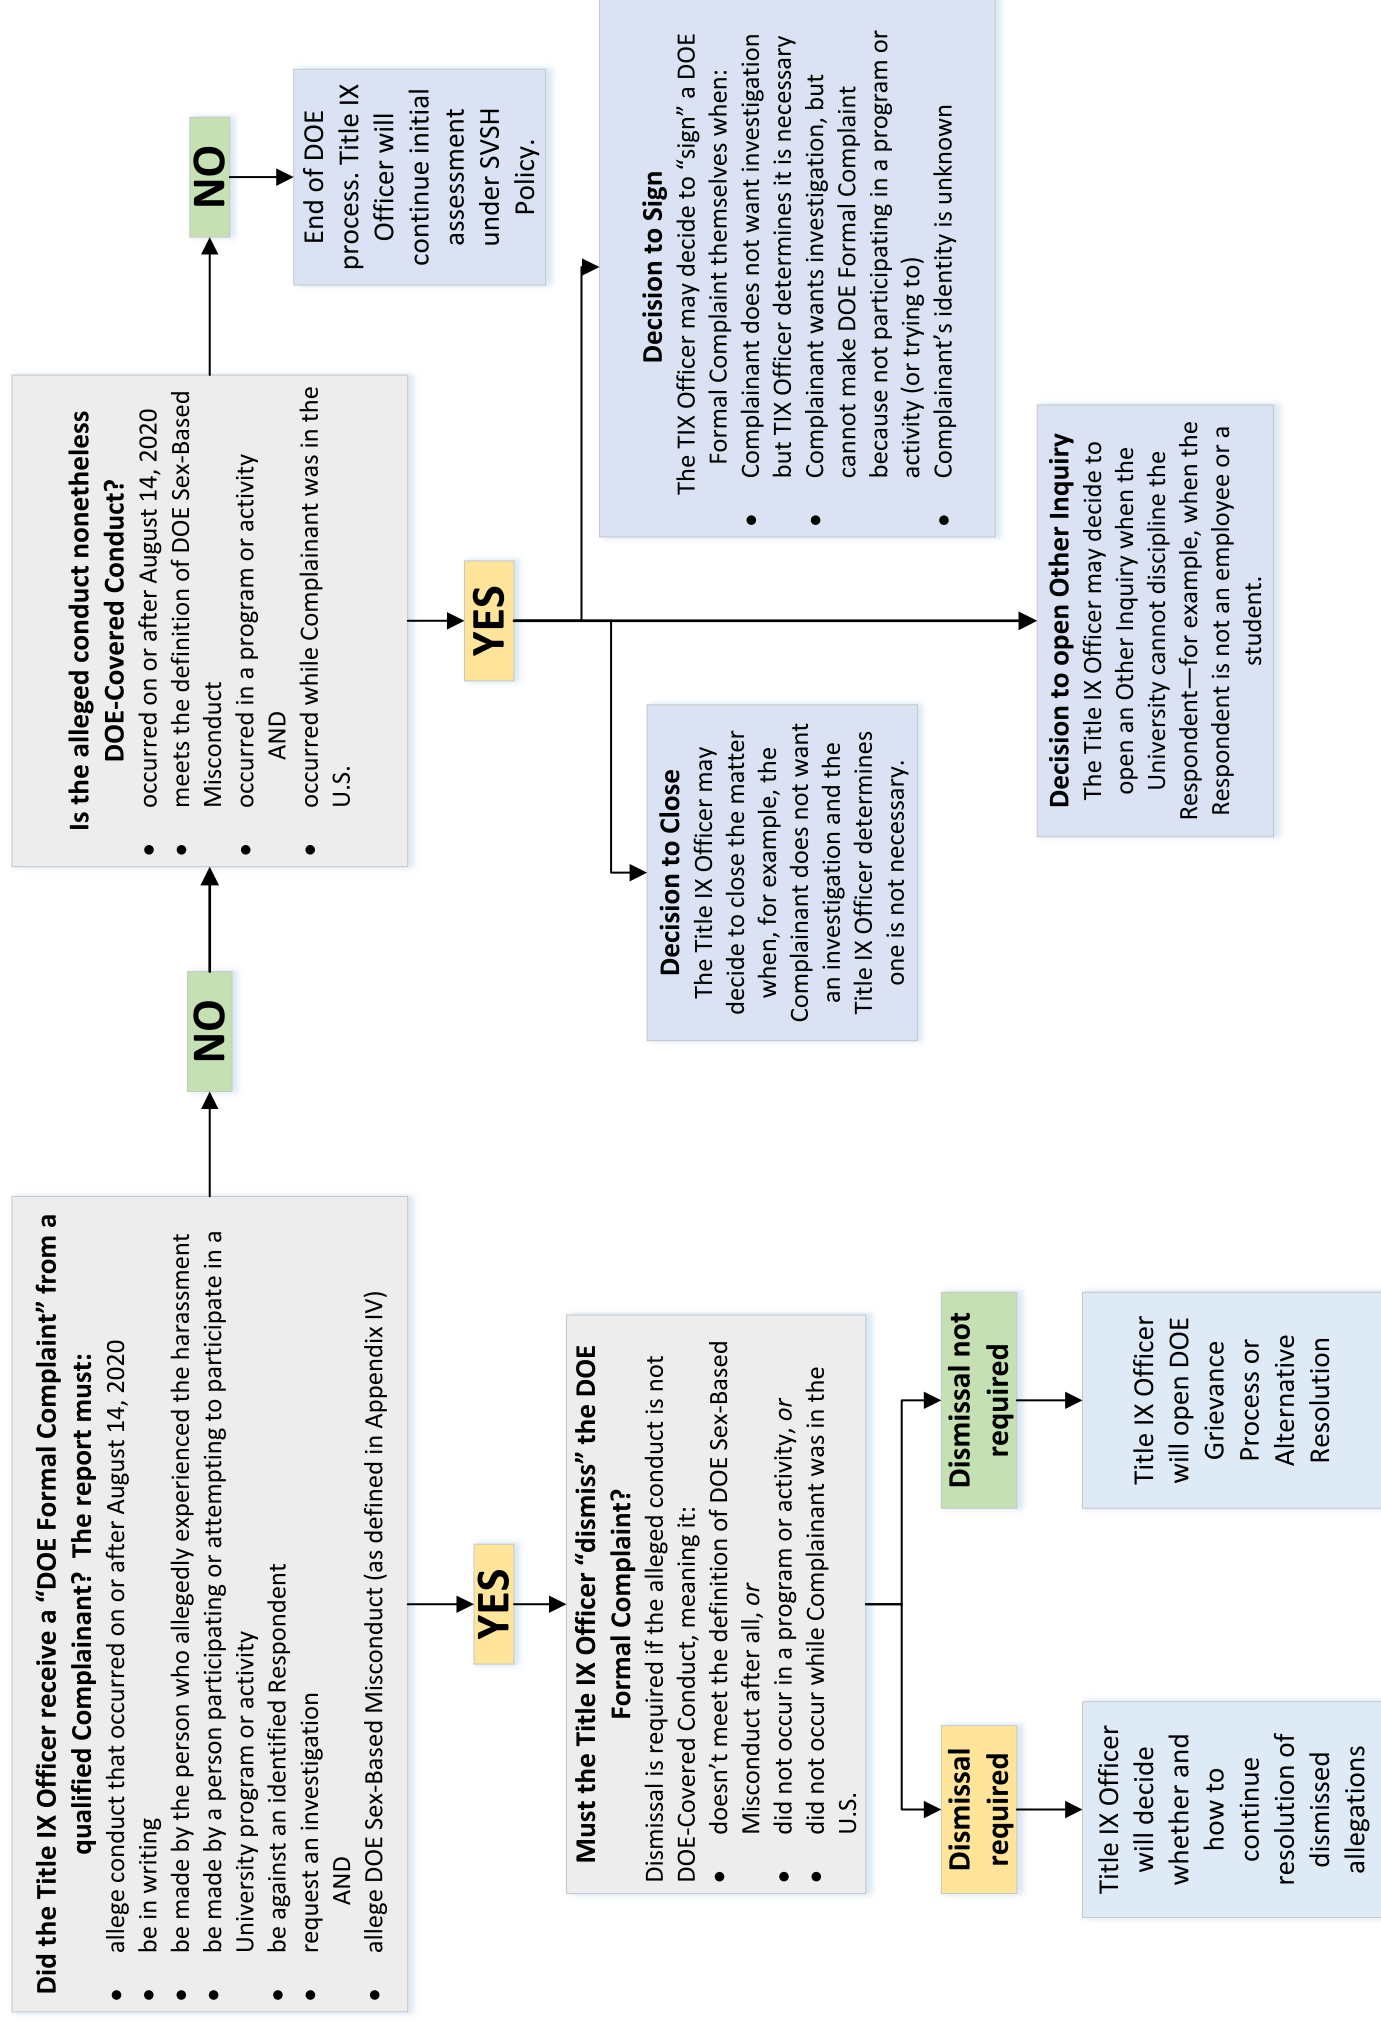 Did the Title IX Officer receive a “DOE Formal Complaint” from a
qualified Complainant? The report must:
• allege conduct that occurred on or after August 14, 2020
• be in writing
• be made by the person who allegedly experienced the harassment
• be made by a person participating or attempting to participate in a
University program or activity
• be against an identified Respondent
• request an investigation
AND
• allege DOE Sex-Based Misconduct (as defined in Appendix IV)
NO
Is the alleged conduct nonetheless
DOE-Covered Conduct?
• occurred on or after August 14, 2020
• meets the definition of DOE Sex-Based
Misconduct
• occurred in a program or activity
AND
• occurred while Complainant was in the
U.S.
NO
End of DOE
process. Title IX
Officer will
continue initial
assessment
under SVSH
Policy.
YES
Must the Title IX Officer “dismiss” the DOE
Formal Complaint?
Dismissal is required if the alleged conduct is not
DOE-Covered Conduct, meaning it:
• doesn’t meet the definition of DOE Sex-Based
Misconduct after all, or
• did not occur in a program or activity, or
• did not occur while Complainant was in the
U.S.
Dismissal
required
Title IX Officer
will decide
whether and
how to
continue
resolution of
dismissed
allegations
Dismissal not
required
Title IX Officer
will open DOE
Grievance
Process or
Alternative
Resolution
YES
Decision to Close
The Title IX Officer may
decide to close the matter
when, for example, the
Complainant does not want
an investigation and the
Title IX Officer determines
one is not necessary.
Decision to open Other Inquiry
The Title IX Officer may decide to
open an Other Inquiry when the
University cannot discipline the
Respondent—for example, when the
Respondent is not an employee or a
student.
Decision to Sign
The TIX Officer may decide to “sign” a DOE
Formal Complaint themselves when:
• Complainant does not want investigation
but TIX Officer determines it is necessary
• Complainant wants investigation, but
cannot make DOE Formal Complaint
because not participating in a program or
activity (or trying to)
• Complainant’s identity is unknown